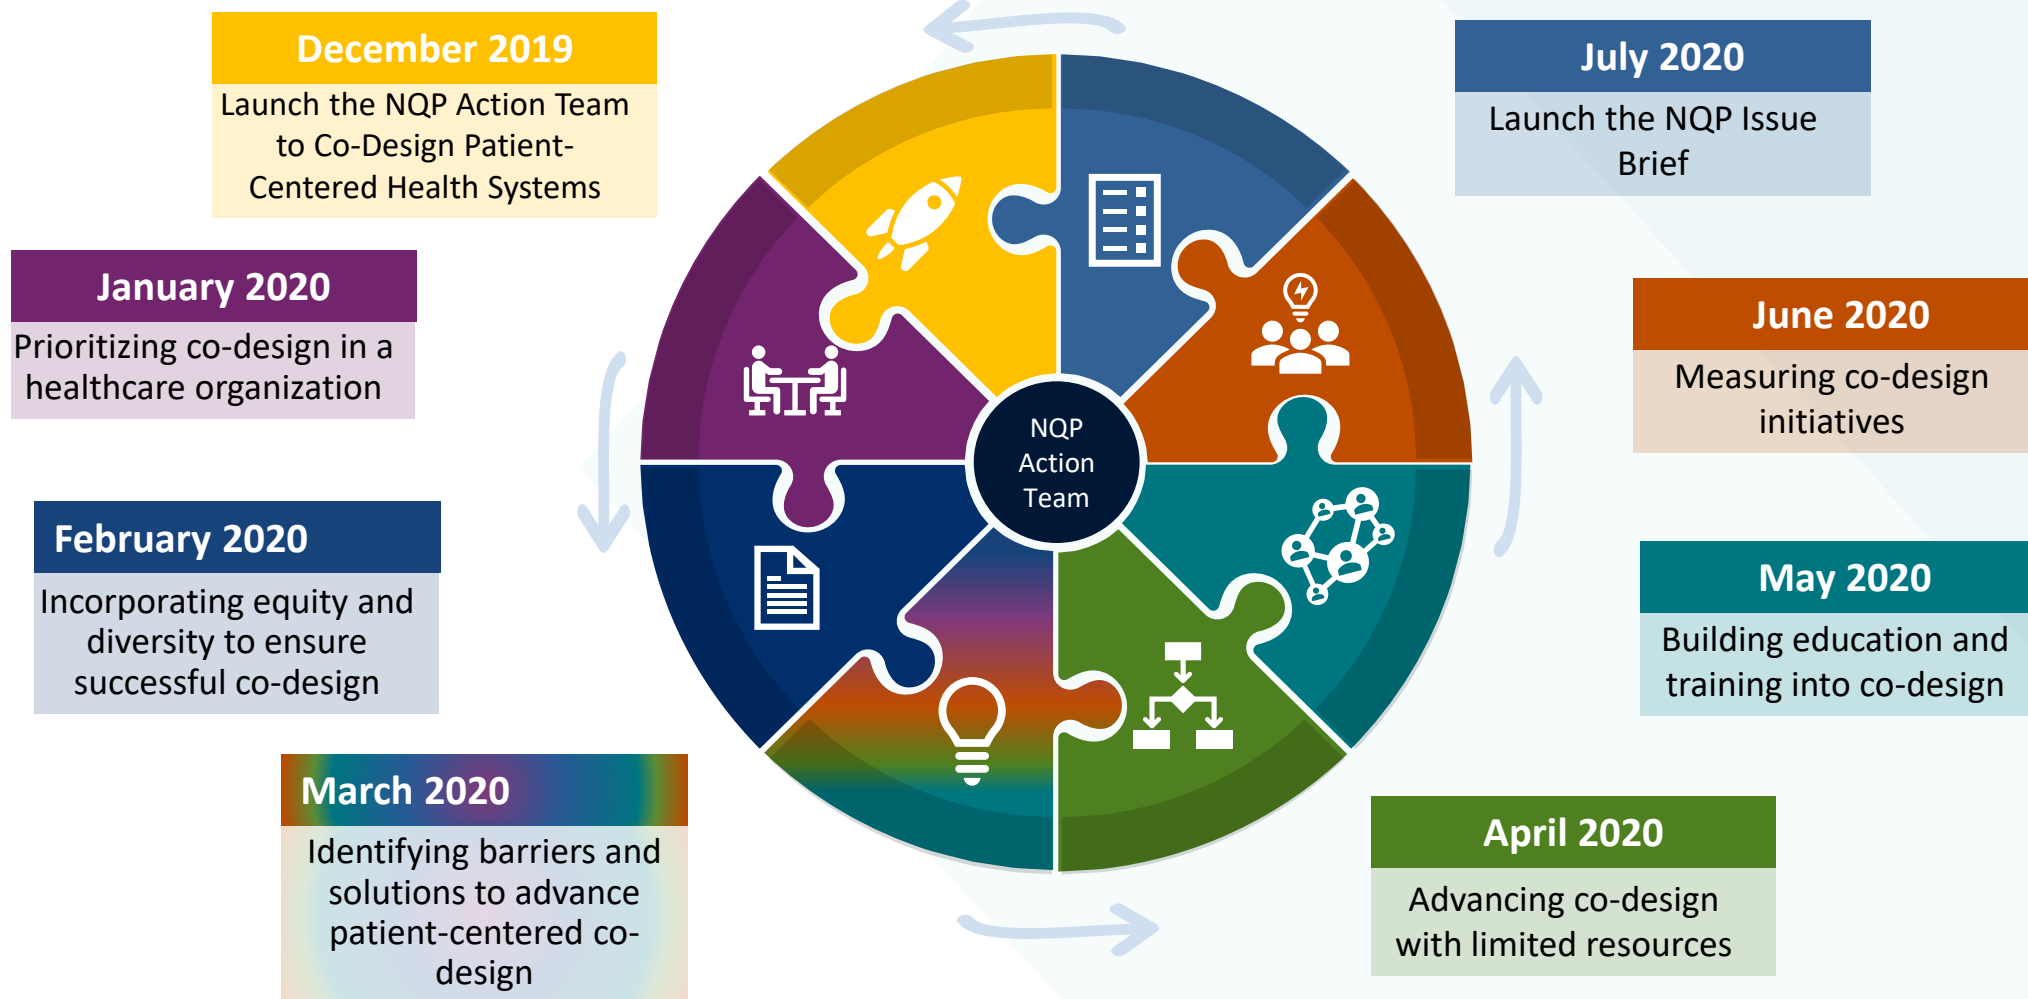 December 2019
Launch the NQP Action Team
to Co-Design Patient-
Centered Health Systems
January 2020
Prioritizing co-design in a
healthcare organization
February 2020
Incorporating equity and
diversity to ensure
successful co-design
March 2020
Identifying barriers and
solutions to advance
patient-centered co-
design
April 2020
Advancing co-design
with limited resources
May 2020
Building education and
training into co-design
June 2020
Measuring co-design
initiatives
July 2020
Launch the NQP Issue
Brief
NQP
Action
Team